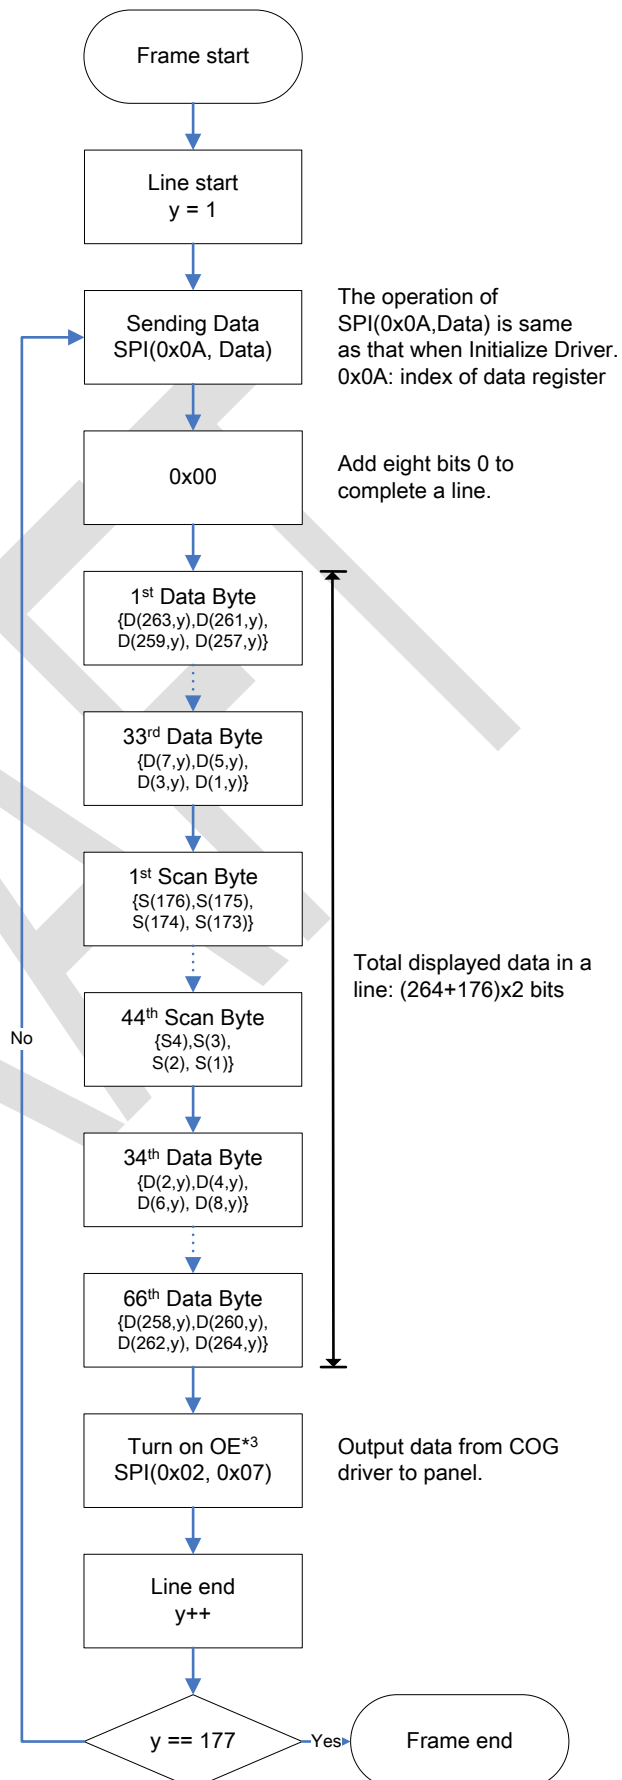 Frame start
Line start
y = 1
Sending Data
SPI(0x0A, Data)
The operation of
SPI(0x0A,Data) is same
as that when Initialize Driver.
0x0A: index of data register
0x00
Add eight bits 0 to
complete a line.
1st Data Byte
{D(263,y),D(261,y),
D(259,y), D(257,y)}
33rd Data Byte
{D(7,y),D(5,y),
D(3,y), D(1,y)}
1st Scan Byte
{S(176),S(175),
S(174), S(173)}
Total displayed data in a
line: (264+176)x2 bits
44th Scan Byte
{S4),S(3),
S(2), S(1)}
No
34th Data Byte
{D(2,y),D(4,y),
D(6,y), D(8,y)}
66th Data Byte
{D(258,y),D(260,y),
D(262,y), D(264,y)}
Turn on OE*3
SPI(0x02, 0x07)
Output data from COG
driver to panel.
Line end
y++
y == 177
Yes
Frame end